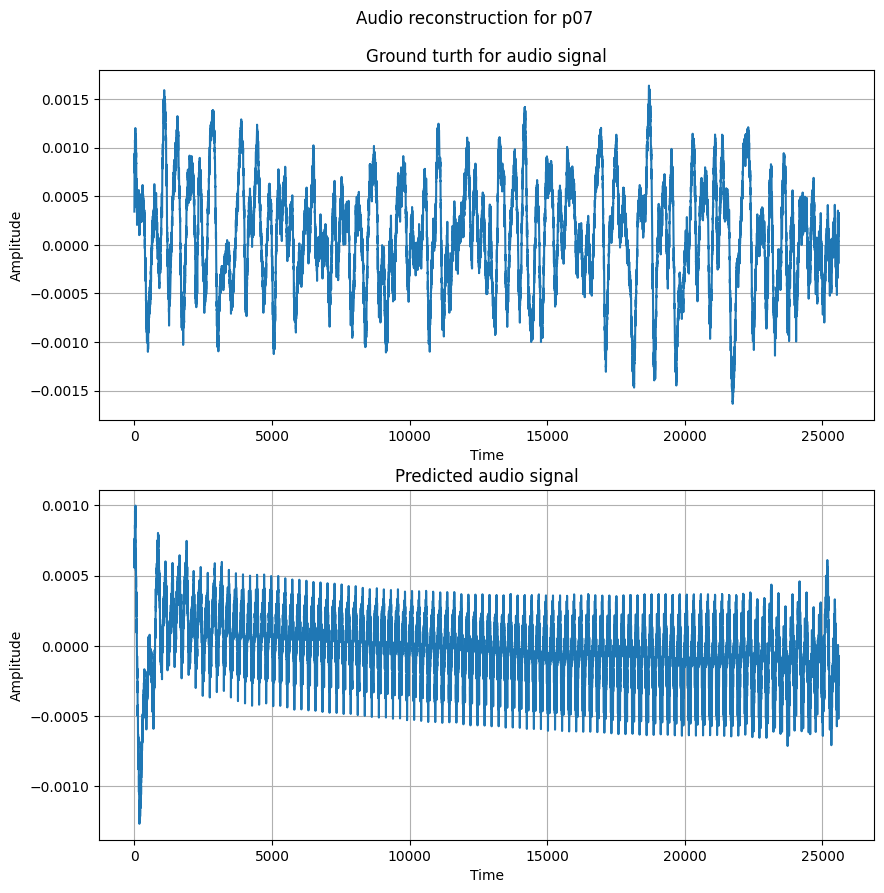 Audio reconstruction for p07
Ground turth for audio signal
0.0015
0.0010
0.0005
0.0000
−0.0005
−0.0010
−0.0015
Amplitude
0 5000 10000 15000 20000 25000
Time
Predicted audio signal
0.0010
0.0005
0.0000
−0.0005
−0.0010
Amplitude
0 5000 10000 15000 20000 25000
Time